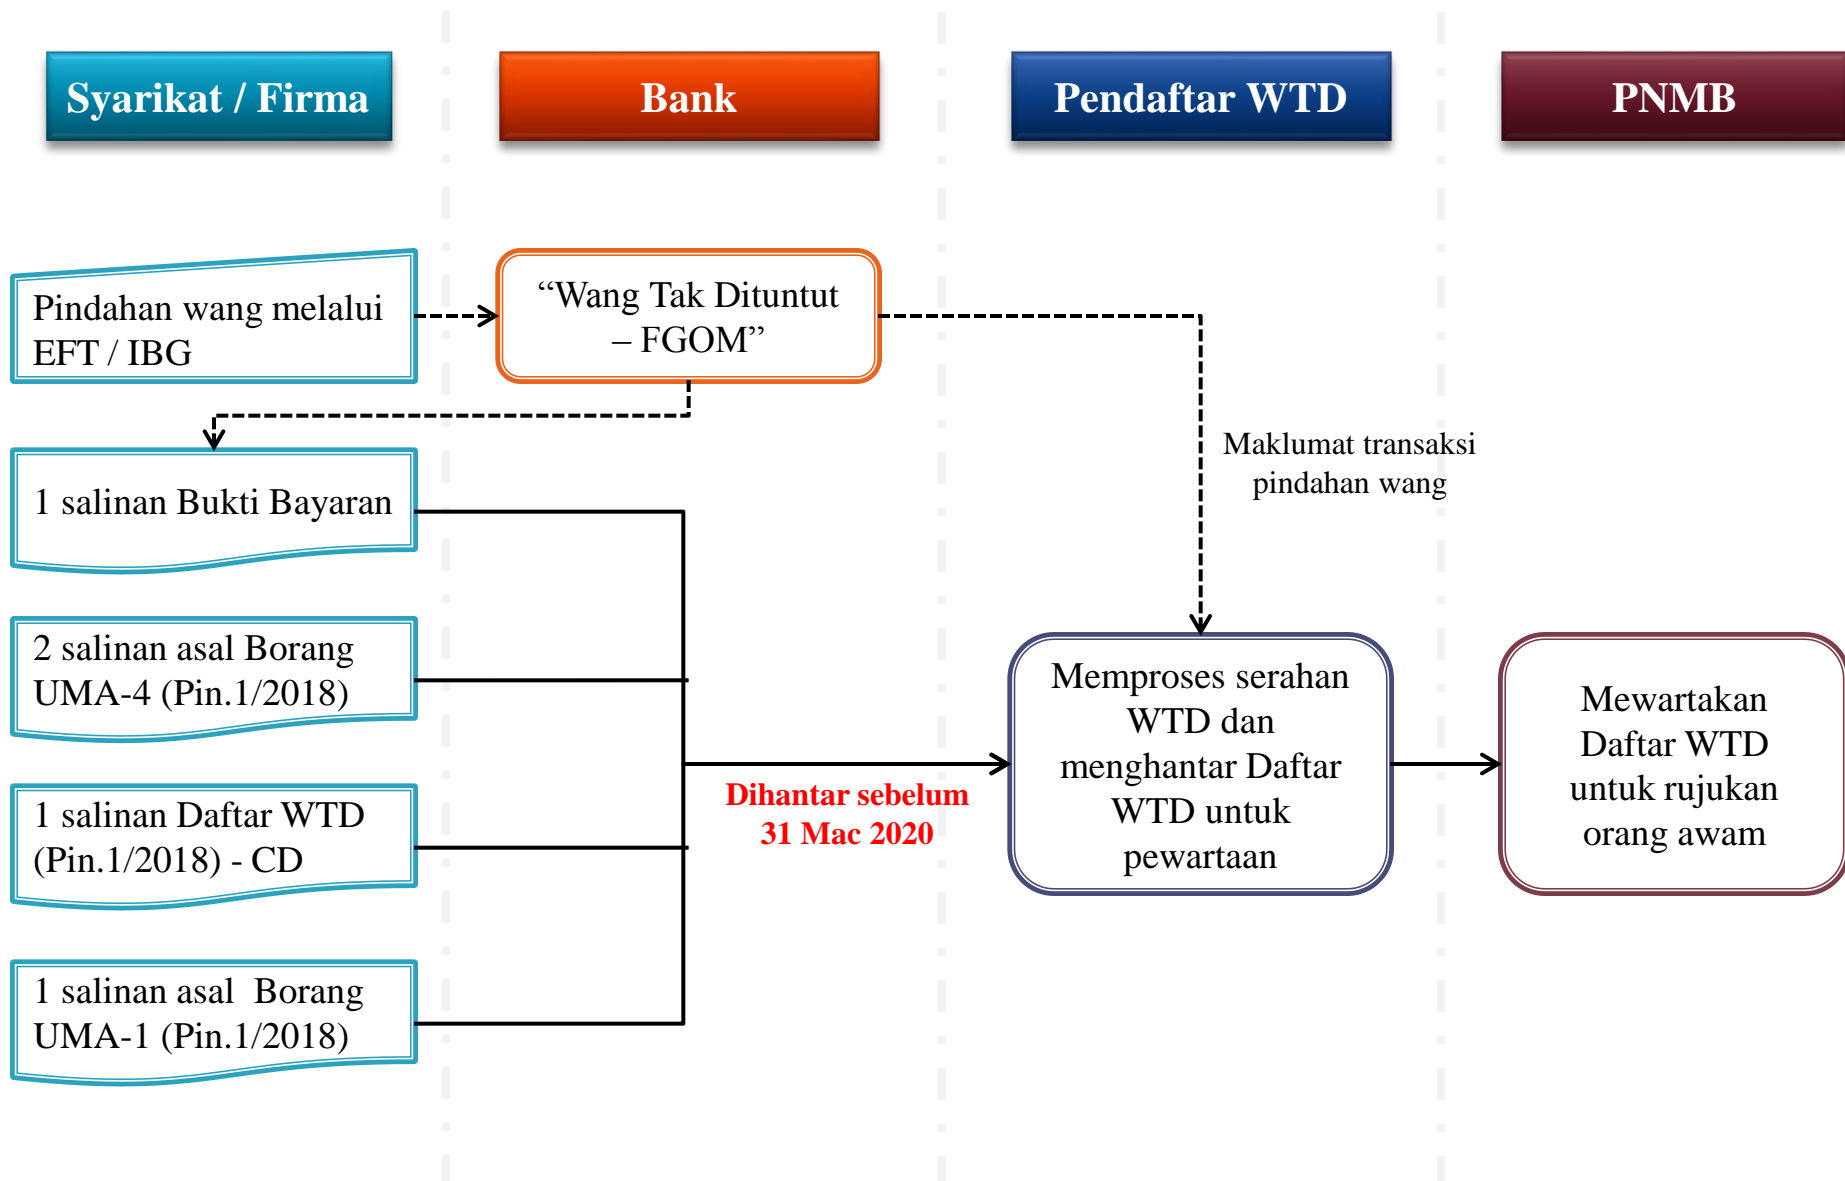 Syarikat / Firma
Bank
Pendaftar WTD
PNMB
Pindahan wang melalui
EFT / IBG
“Wang Tak Dituntut
– FGOM”
Maklumat transaksi
pindahan wang
1 salinan Bukti Bayaran
2 salinan asal Borang
UMA-4 (Pin.1/2018)
1 salinan Daftar WTD
(Pin.1/2018) - CD
1 salinan asal  Borang
UMA-1 (Pin.1/2018)
Dihantar sebelum
31 Mac 2020
Memproses serahan
WTD dan
menghantar Daftar
WTD untuk
pewartaan
Mewartakan
Daftar WTD
untuk rujukan
orang awam